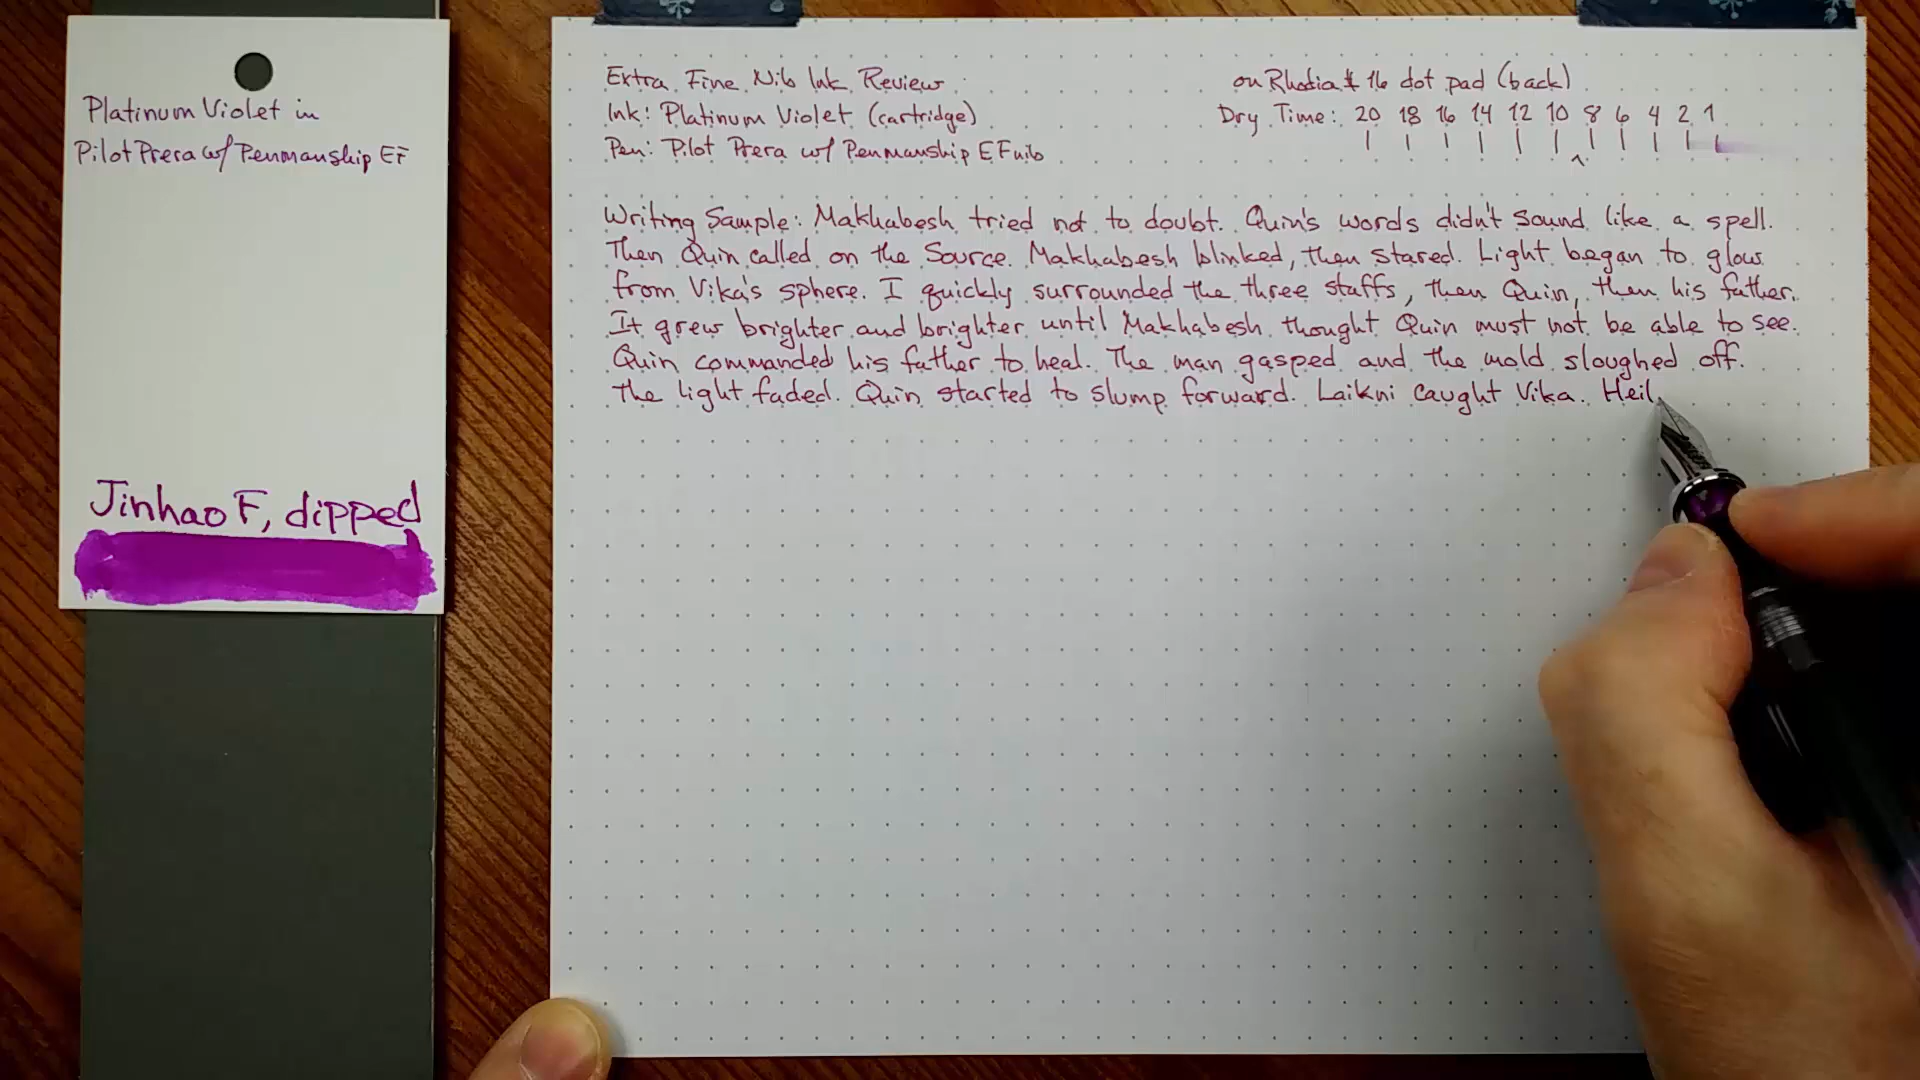 Platinum Violet in
Pilot Prera w/ Penmanship EF
Jinhao F, dipped
Extra Fine Nib Ink Review
Ink: Platinum Violet (cartridge)
Pen: Pilot Prera w/ Penmanship EF nib
on Rhodia # 16 dot pad (back)
Dry Time: 20 18 16 14 12 10 8 6 4 2 1
Writing Sample: Makhabesh tried not to doubt. Quin's words didn't sound like a spell.
Then Quin called on the Source. Makhabesh blinked, then stared. Light began to glow
from Vika's sphere. I quickly surrounded the three staffs, then Quin, then his father.
It grew brighter and brighter until Makhabesh thought Quin must not be able to see.
Quin commanded his father to heal. The man gasped and the mold sloughed off.
The light faded. Quin started to slump forward. Laikni caught Vika. Heil